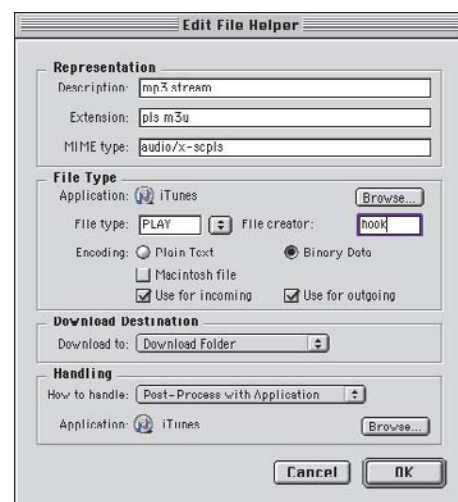 Edit File Helper
Representation
Description: mp3 stream
Extension: pls m3u
MIME type: audio/x-scpls
File Type
Application: iTunes Browse...
File type: PLAY File creator: hook
Encoding: Plain Text Binary Data
Macintosh file
Use for incoming Use for outgoing
Download Destination
Download to: Download Folder
Handling
How to handle: Post-Process with Application
Application: iTunes Browse...
Cancel OK